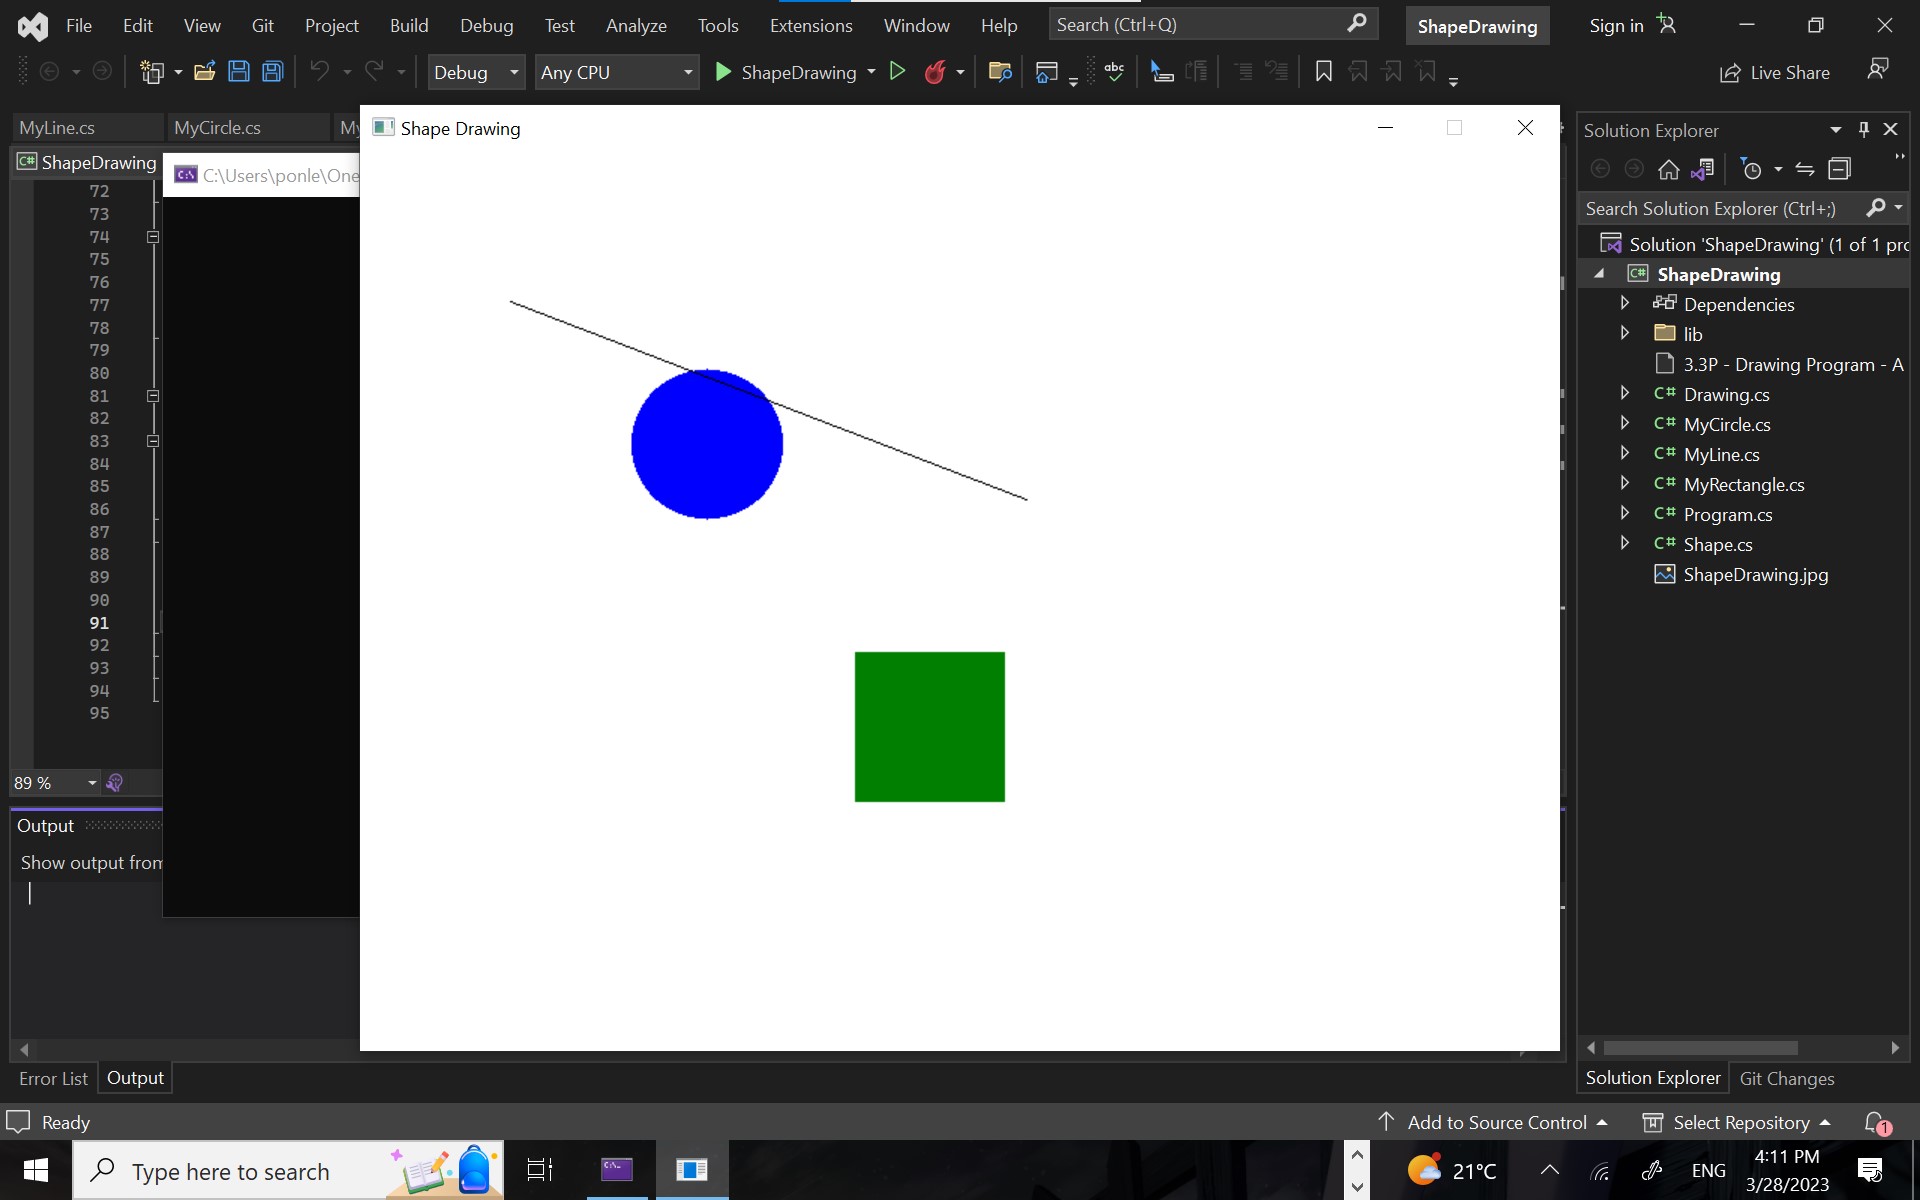 File Edit View Git Project Build Debug Test Analyze Tools Extensions Window Help Search (Ctrl+Q) ShapeDrawing Sign in
Debug Any CPU ShapeDrawing abc Live Share
MyLine.cs MyCircle.cs My
Shape Drawing
Solution Explorer
C# ShapeDrawing
C:\Users\ponle\One
Search Solution Explorer (Ctrl+;)
Solution 'ShapeDrawing' (1 of 1 pro
C# ShapeDrawing
Dependencies
lib
3.3P - Drawing Program - A
C# Drawing.cs
C# MyCircle.cs
C# MyLine.cs
C# MyRectangle.cs
C# Program.cs
C# Shape.cs
ShapeDrawing.jpg
72
73
74
75
76
77
78
79
80
81
82
83
84
85
86
87
88
89
90
91
92
93
94
95
89 %
Output
Show output from
Error List Output
Solution Explorer Git Changes
Ready
Add to Source Control Select Repository 1
Type here to search
21°C ENG
4:11 PM
3/28/2023